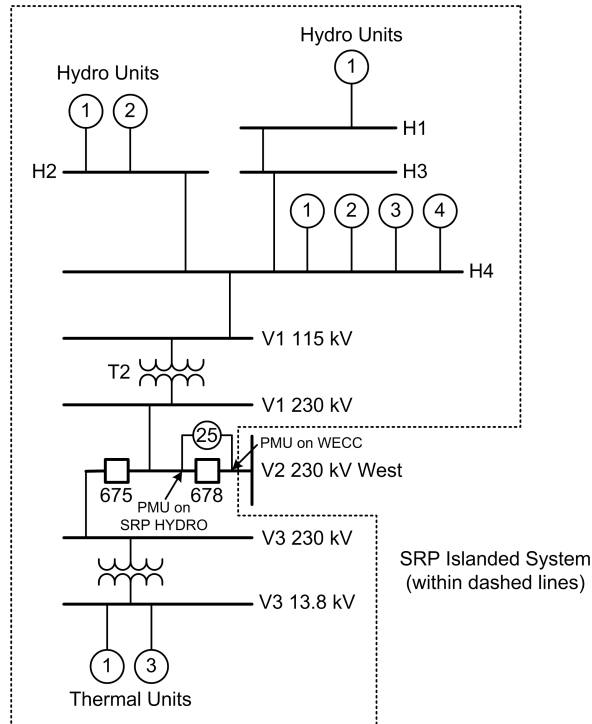 Hydro Units
1
Hydro Units
1 2
H1
H2
H3
1 2 3 4
H4
V1 115 kV
T2
V1 230 kV
25
PMU on WECC
V2 230 kV West
675
678
PMU on
SRP HYDRO
V3 230 kV
SRP Islanded System
(within dashed lines)
V3 13.8 kV
1 3
Thermal Units